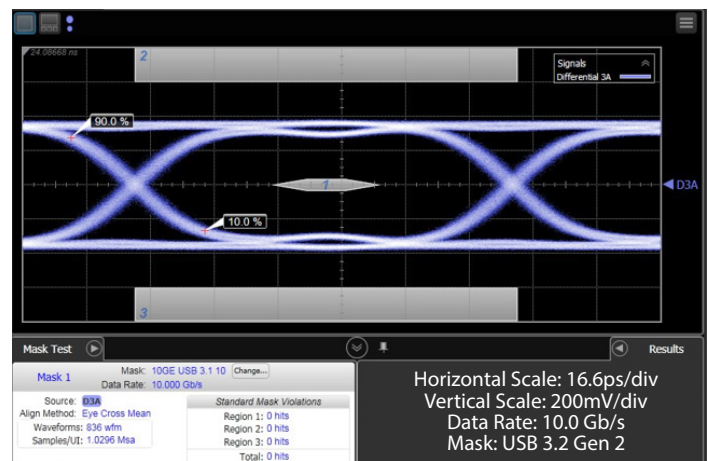 24.08668 ns
2
Signals
Differential 3A
90.0 %
1
D3A
10.0 %
3
Mask Test
Results
Mask 1
Mask: 10GE USB 3.1 10 Change...
Data Rate: 10.000 Gb/s
Source: D3A
Align Method: Eye Cross Mean
Waveforms: 836 wfm
Samples/UI: 1.0296 Msa
Standard Mask Violations
Region 1: 0 hits
Region 2: 0 hits
Region 3: 0 hits
Total: 0 hits
Horizontal Scale: 16.6ps/div
Vertical Scale: 200mV/div
Data Rate: 10.0 Gb/s
Mask: USB 3.2 Gen 2